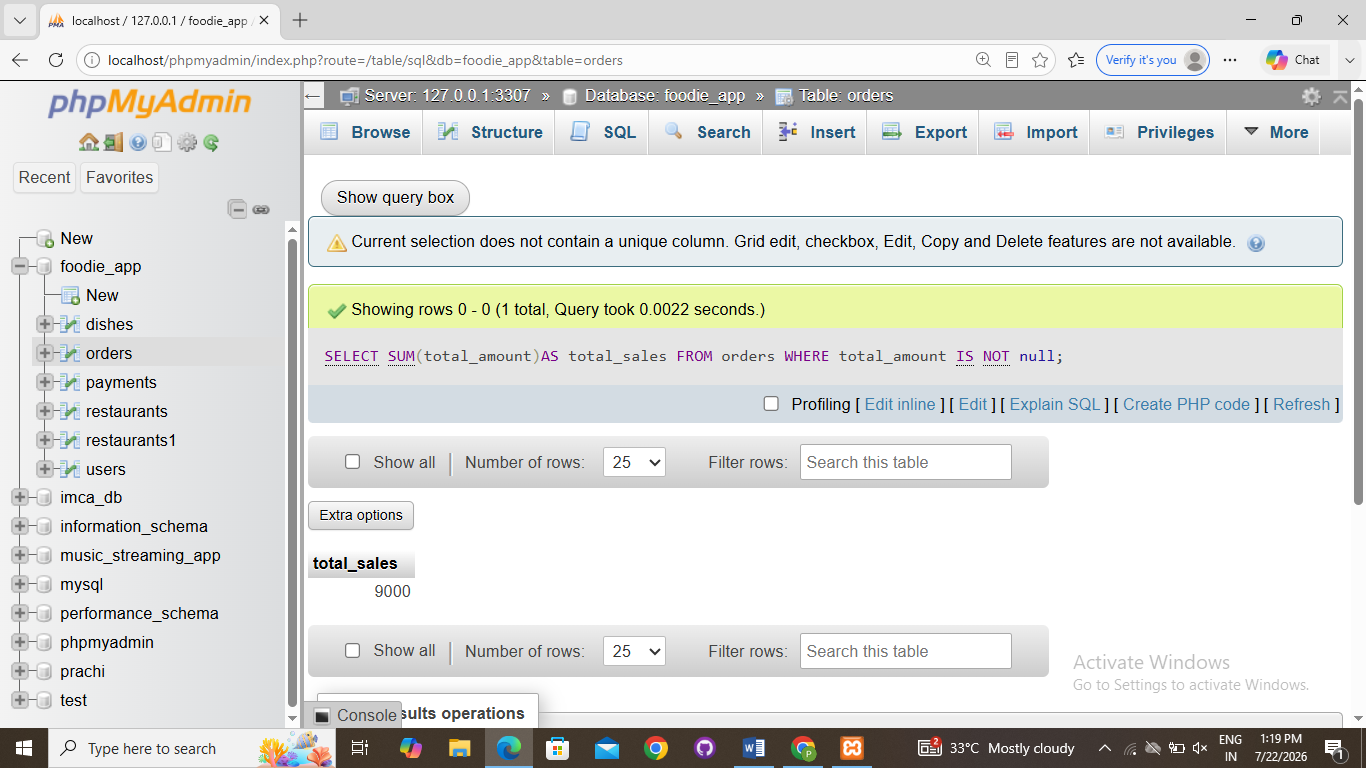 localhost / 127.0.0.1 / foodie_app
localhost/phpmyadmin/index.php?route=/table/sql&db=foodie_app&table=orders
Verify it's you
Chat
phpMyAdmin
Recent
Favorites
New
foodie_app
New
dishes
orders
payments
restaurants
restaurants1
users
imca_db
information_schema
music_streaming_app
mysql
performance_schema
phpmyadmin
prachi
test
Server: 127.0.0.1:3307 » Database: foodie_app » Table: orders
Browse Structure SQL Search Insert Export Import Privileges More
Show query box
Current selection does not contain a unique column. Grid edit, checkbox, Edit, Copy and Delete features are not available.
Showing rows 0 - 0 (1 total, Query took 0.0022 seconds.)
SELECT SUM(total_amount)AS total_sales FROM orders WHERE total_amount IS NOT null;
Profiling [ Edit inline ] [ Edit ] [ Explain SQL ] [ Create PHP code ] [ Refresh ]
Show all Number of rows: 25 Filter rows: Search this table
Extra options
total_sales
9000
Show all Number of rows: 25 Filter rows: Search this table
Activate Windows
Go to Settings to activate Windows.
Console
sults operations
Type here to search
2
33°C Mostly cloudy
ENG
IN
1:19 PM
7/22/2026
1